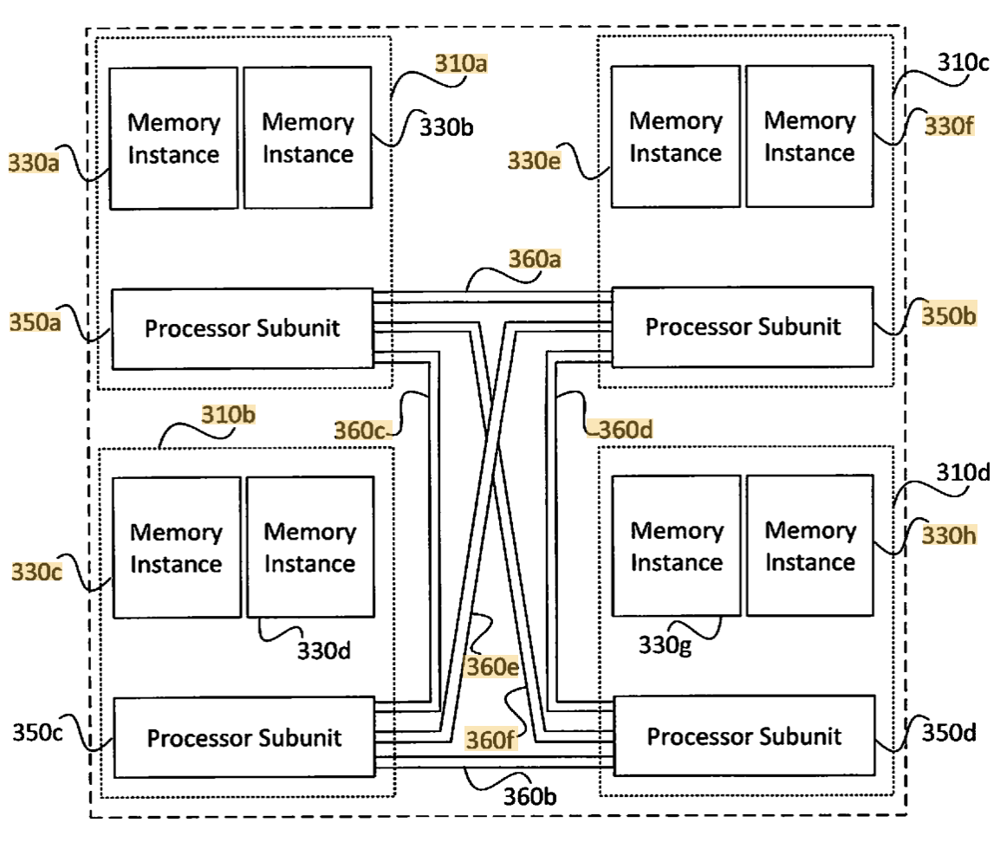 310a
310c
Memory
Instance
Memory
Instance
330b
Memory
Instance
Memory
Instance
330f
330a
330e
360a
350a
Processor Subunit
Processor Subunit
350b
310b
360c
360d
310d
Memory
Instance
Memory
Instance
Memory
Instance
Memory
Instance
330h
330c
330d
330g
360e
350c
Processor Subunit
360f
Processor Subunit
350d
360b